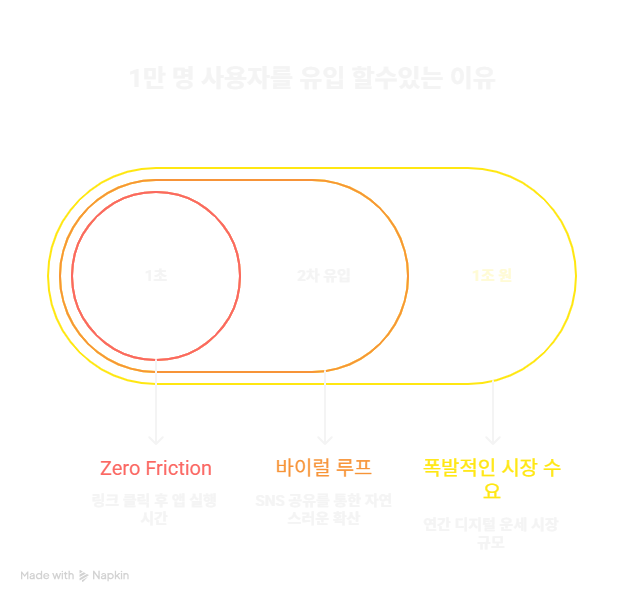 1만 명 사용자를 유입 할수있는 이유
1초
2차 유입
1조 원
Zero Friction
바이럴 루프
폭발적인 시장 수
요
링크 클릭 후 앱 실행
시간
SNS 공유를 통한 자연
스러운 확산
연간 디지털 운세 시장
규모
Made with Napkin